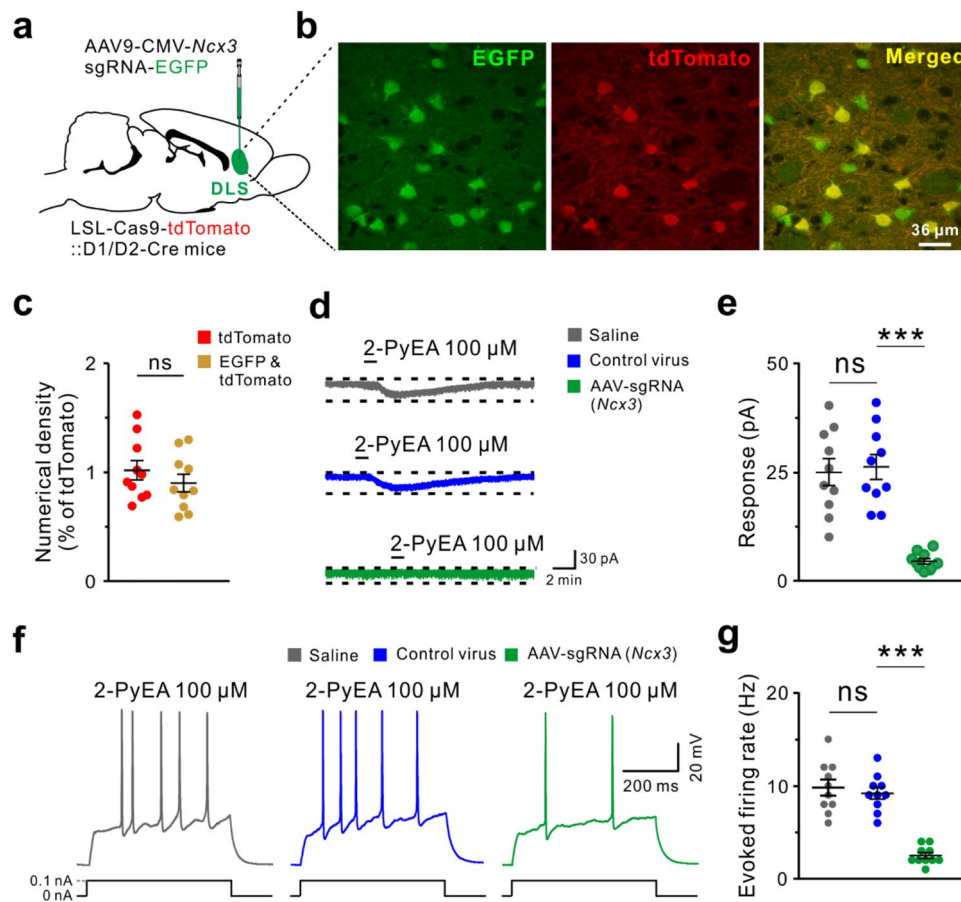 a
AAV9-CMV-Ncx3
sgRNA-EGFP
DLS
LSL-Cas9-tdTomato
::D1/D2-Cre mice
b
EGFP
tdTomato
Merged
36 μm
c
tdTomato
EGFP &
tdTomato
Numerical density
(% of tdTomato)
2
1
0
ns
d
2-PyEA 100 μM
2-PyEA 100 μM
2-PyEA 100 μM
30 pA
2 min
Saline
Control virus
AAV-sgRNA
(Ncx3)
e
Response (pA)
50
25
0
ns
***
f
Saline
Control virus
AAV-sgRNA (Ncx3)
2-PyEA 100 μM
2-PyEA 100 μM
2-PyEA 100 μM
200 ms
20 mV
0.1 nA
0 nA
g
Evoked firing rate (Hz)
20
10
0
ns
***